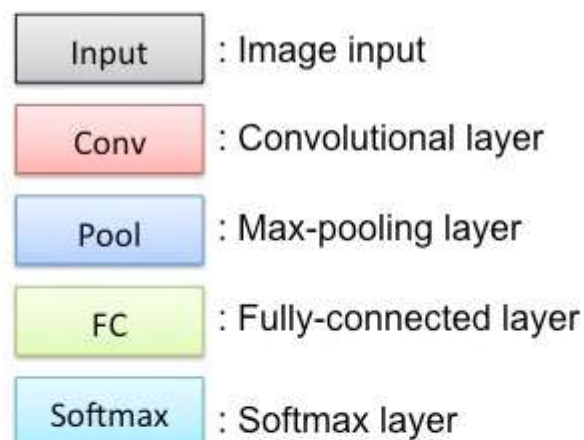 Input : Image input
Conv : Convolutional layer
Pool : Max-pooling layer
FC : Fully-connected layer
Softmax : Softmax layer